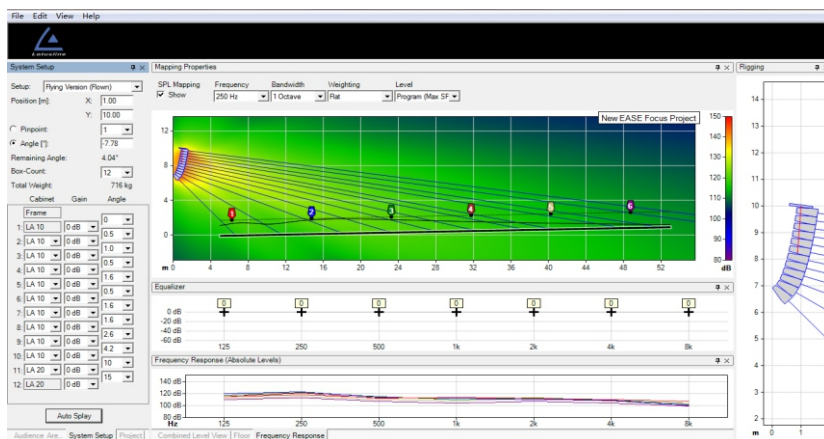 File Edit View Help
Lotusline
System Setup
Mapping Properties
Rigging
Setup: Flying Version (Flown)
Position [m]: X: 1.00
Y: 10.00
Pinpoint: 1
Angle [°]: -7.78
Remaining Angle: 4.04°
Box-Count: 12
Total Weight: 716 kg
Cabinet Gain Angle
Frame
0
1: LA 10 0 dB
0.5
2: LA 10 0 dB
1.0
3: LA 10 0 dB
0.5
4: LA 10 0 dB
1.6
5: LA 10 0 dB
0.5
6: LA 10 0 dB
1.6
7: LA 10 0 dB
1.6
8: LA 10 0 dB
2.6
9: LA 10 0 dB
4.2
10: LA 10 0 dB
10
11: LA 20 0 dB
15
12: LA 20 0 dB
Auto Splay
Audience Are... System Setup Project
SPL Mapping Frequency Bandwidth Weighting Level
Show 250 Hz 1 Octave Flat Program (Max SF
New EASE Focus Project
12
8
4
0
m 0 4 8 12 16 20 24 28 32 36 40 44 48 52
1 2 3 4 5 6
150
140
130
120
110
100
90
80
dB
Equalizer
0 0 0 0 0 0 0
0 dB
-20 dB
-40 dB
-60 dB
125 250 500 1k 2k 4k 8k
Frequency Response (Absolute Levels)
140 dB
120 dB
100 dB
80 dB
Hz 125 250 500 1k 2k 4k 8k
Combined Level View Floor Frequency Response
14
13
12
11
10
9
8
7
6
5
4
3
2
m 0 1